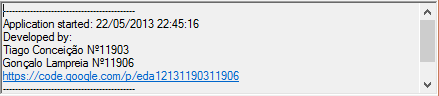 --------------------------------------------
Application started: 22/05/2013 22:45:16
Developed by:
Tiago Conceição Nº11903
Gonçalo Lampreia Nº11906
https://code.google.com/p/eda12131190311906
--------------------------------------------